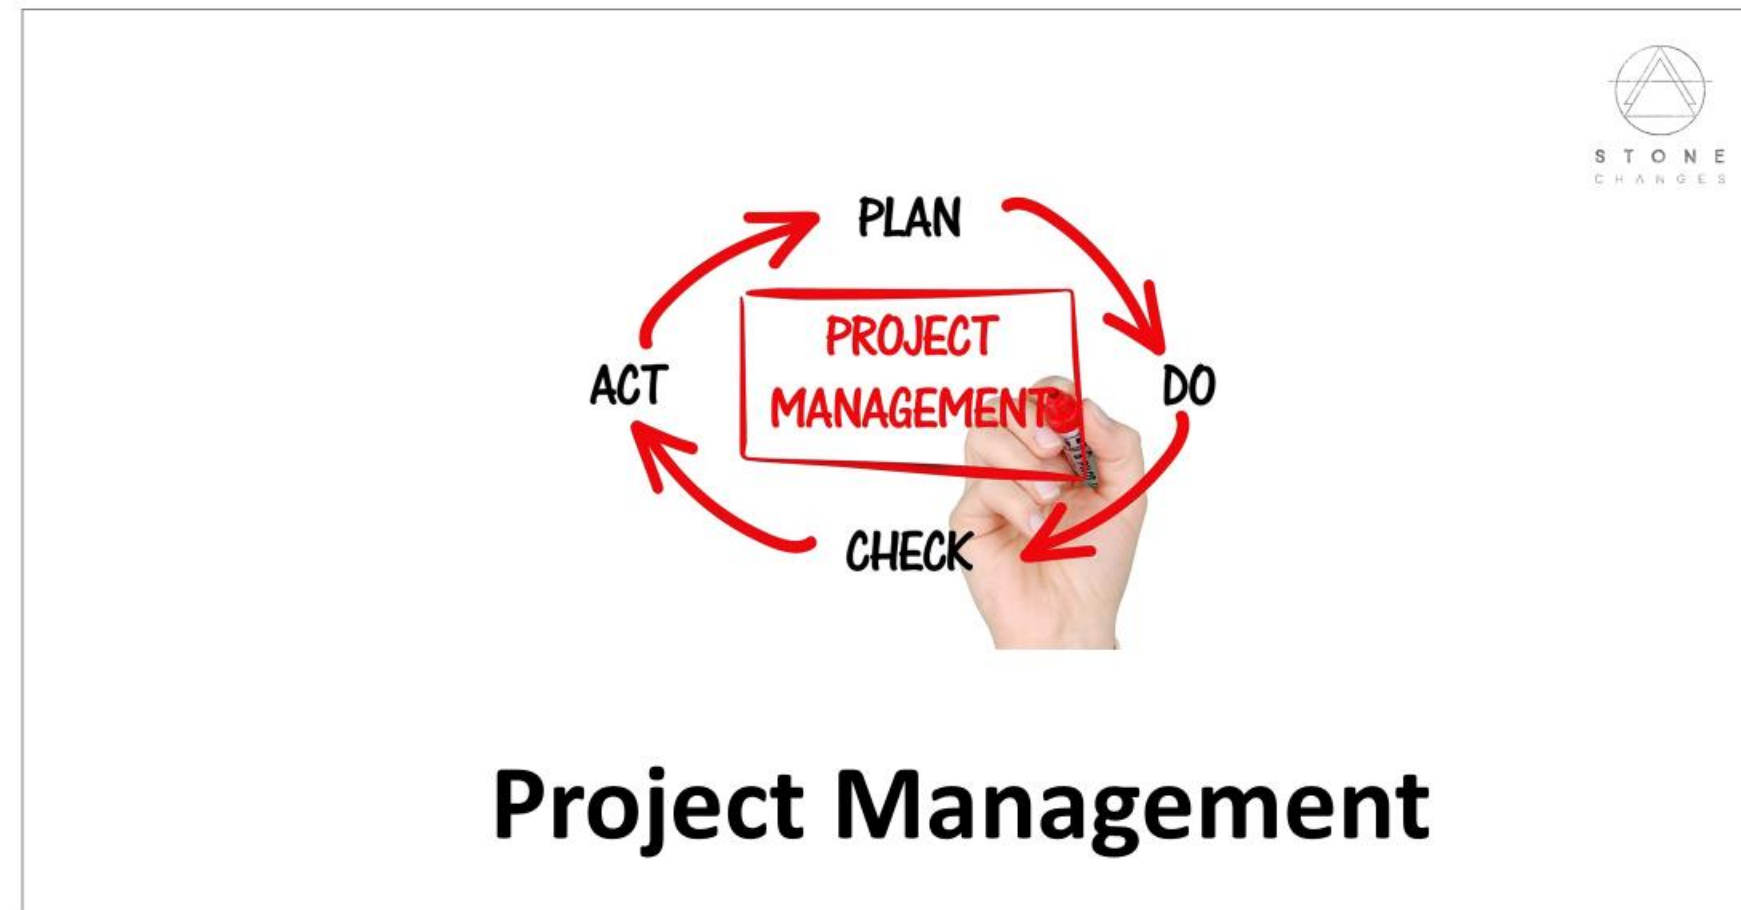 STONE
CHANGES
PLAN
PROJECT
MANAGEMENT
ACT
DO
CHECK
Project Management